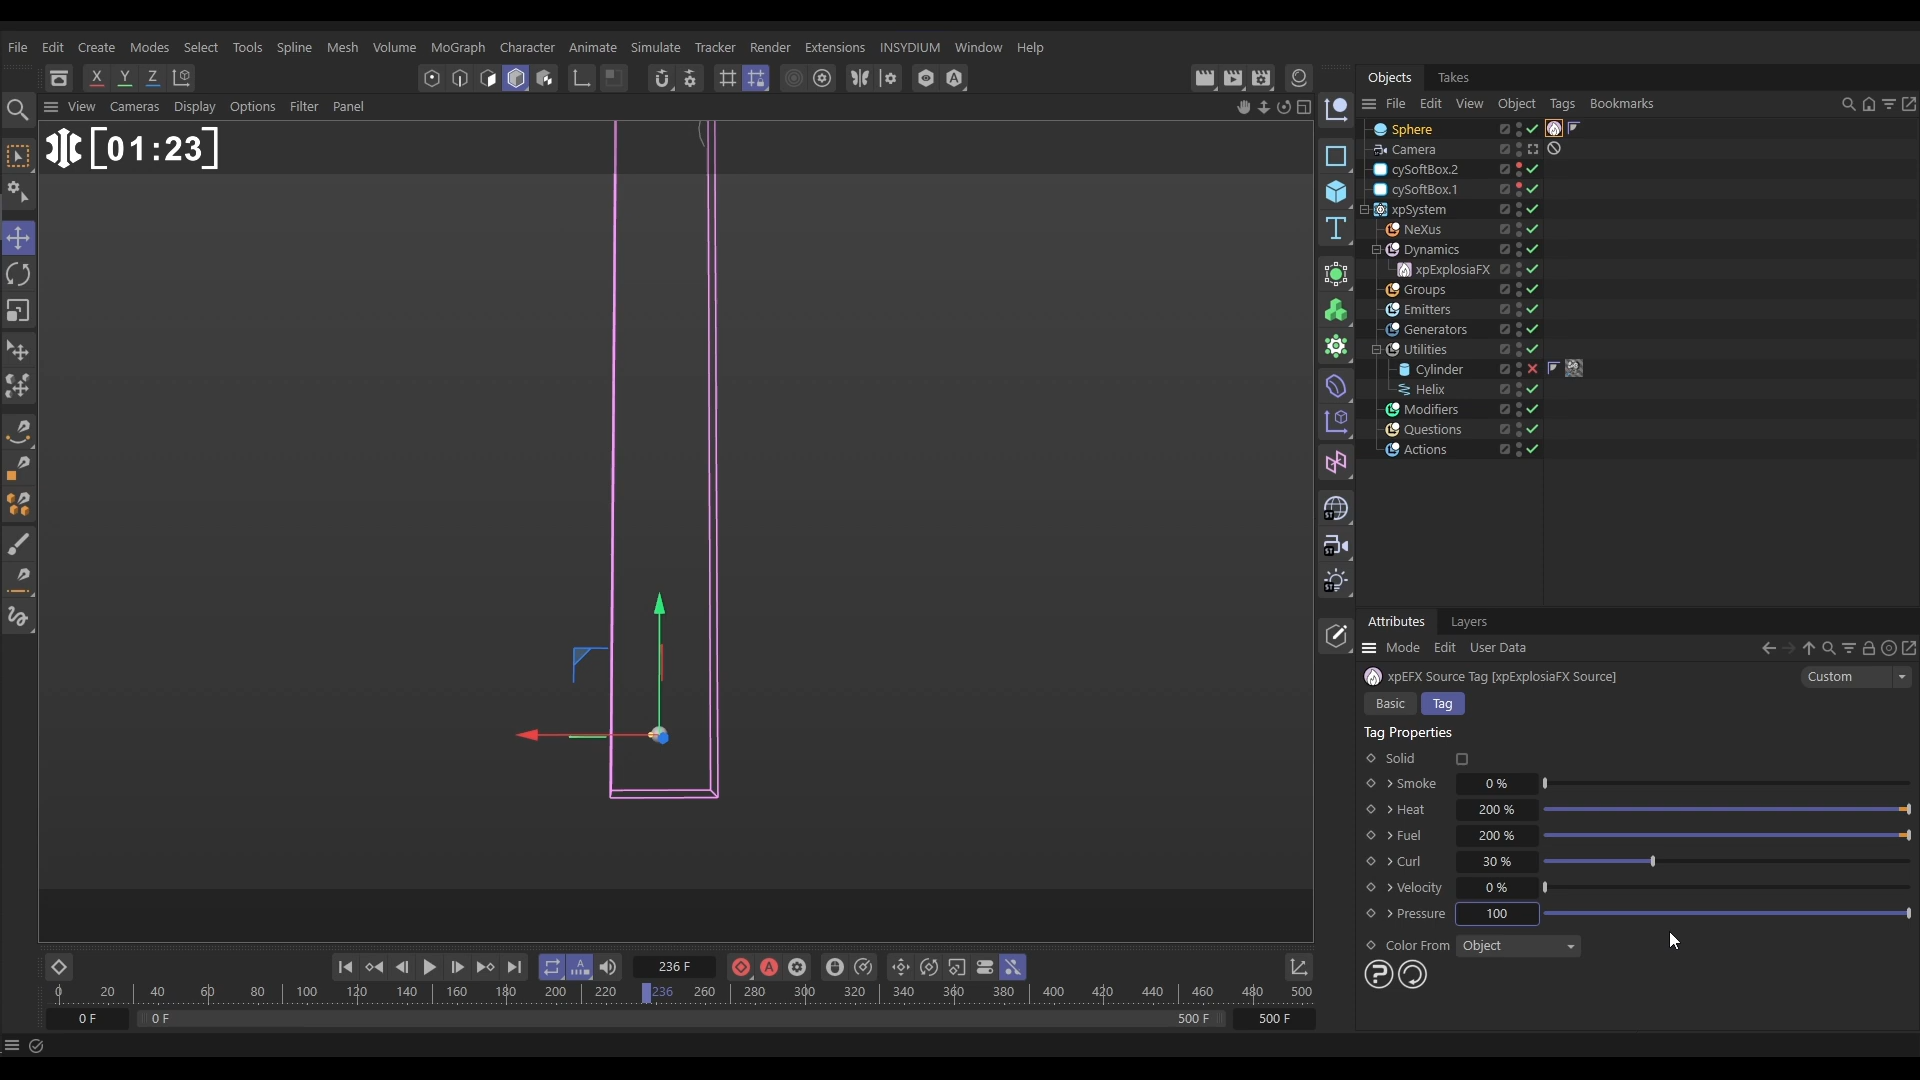 File Edit Create Modes Select Tools Spline Mesh Volume MoGraph Character Animate Simulate Tracker Render Extensions INSYDIUM Window Help
X Y Z
View Cameras Display Options Filter Panel
[01:23]
Objects Takes
File Edit View Object Tags Bookmarks
Sphere
Camera
cySoftBox.2
cySoftBox.1
xpSystem
NeXus
Dynamics
xpExplosiaFX
Groups
Emitters
Generators
Utilities
Cylinder
Helix
Modifiers
Questions
Actions
Attributes Layers
Mode Edit User Data
xpEFX Source Tag [xpExplosiaFX Source] Custom
Basic Tag
Tag Properties
Solid
Smoke 0 %
Heat 200 %
Fuel 200 %
Curl 30 %
Velocity 0 %
Pressure 100
Color From Object
236 F
0 20 40 60 80 100 120 140 160 180 200 220 236 260 280 300 320 340 360 380 400 420 440 460 480 500
0 F 0 F 500 F 500 F